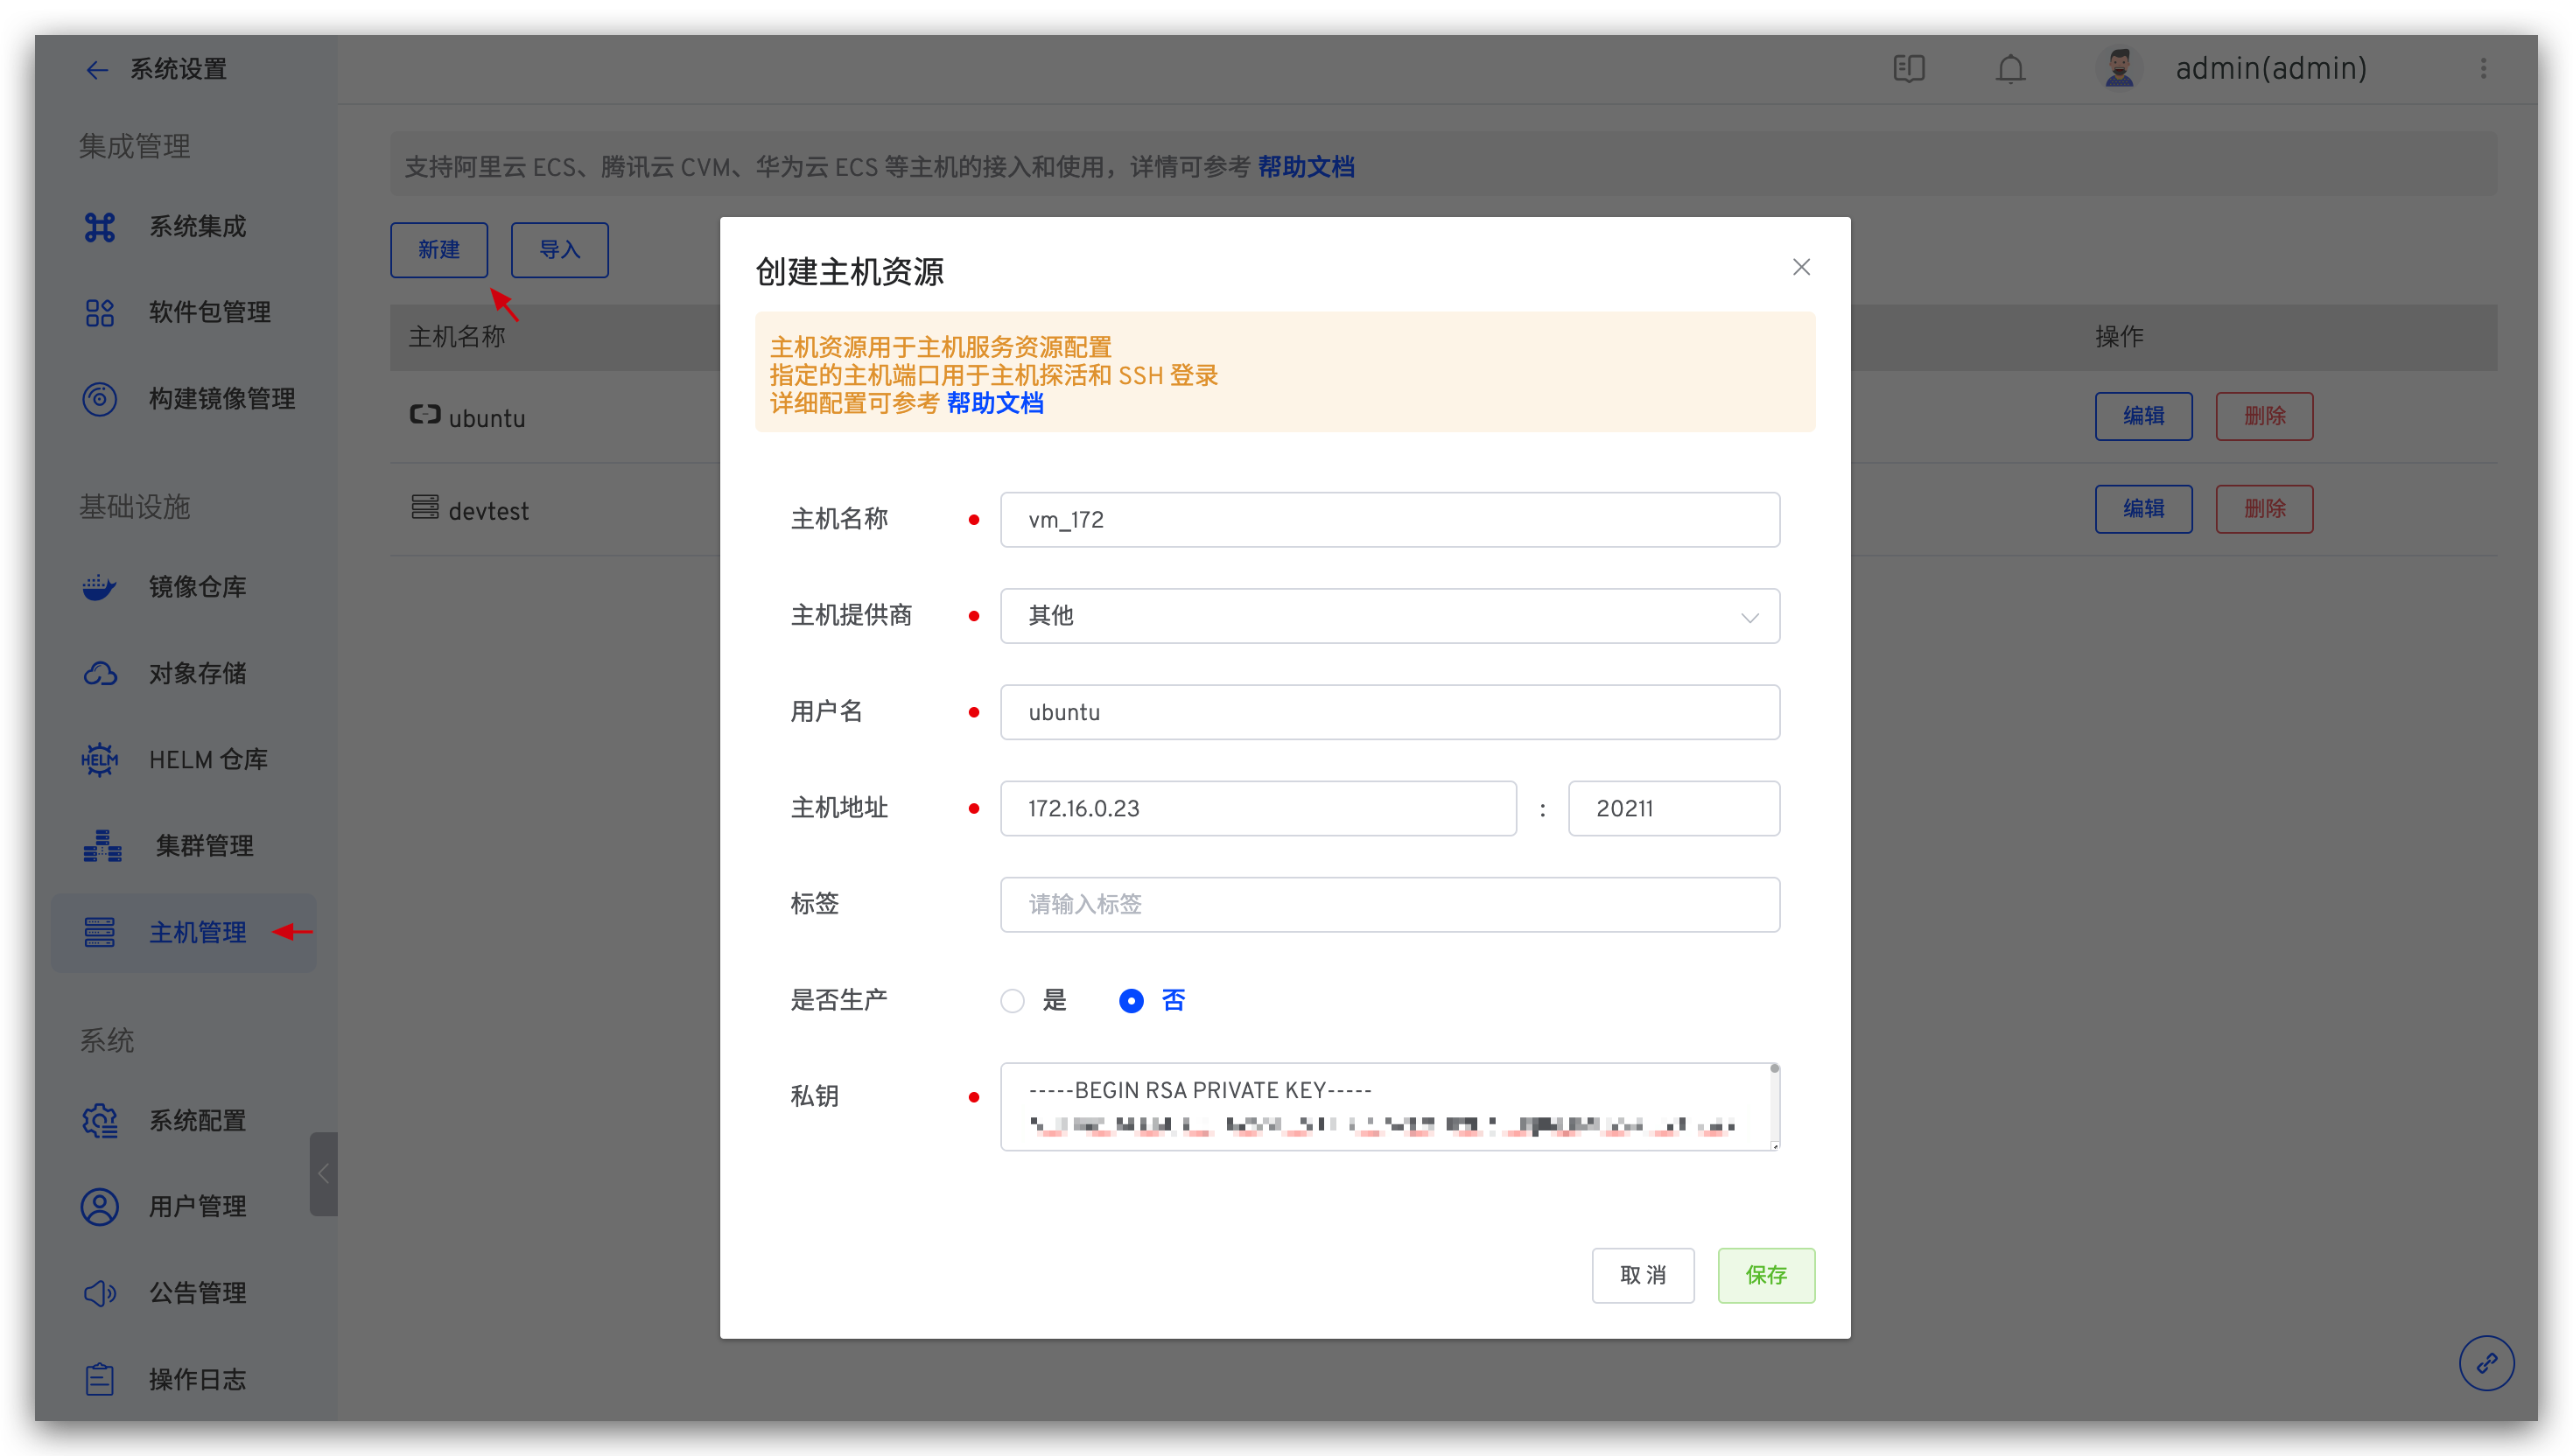 系统设置
admin(admin)
集成管理
系统集成
软件包管理
构建镜像管理
基础设施
镜像仓库
对象存储
HELM
HELM 仓库
集群管理
主机管理
系统
系统配置
用户管理
公告管理
操作日志
支持阿里云 ECS、腾讯云 CVM、华为云 ECS 等主机的接入和使用，详情可参考 帮助文档
新建
导入
主机名称
操作
ubuntu
编辑
删除
devtest
编辑
删除
创建主机资源
主机资源用于主机服务资源配置
指定的主机端口用于主机探活和 SSH 登录
详细配置可参考 帮助文档
主机名称
vm_172
主机提供商
其他
用户名
ubuntu
主机地址
172.16.0.23 : 20211
标签
请输入标签
是否生产
是
否
私钥
-----BEGIN RSA PRIVATE KEY-----
取 消
保存